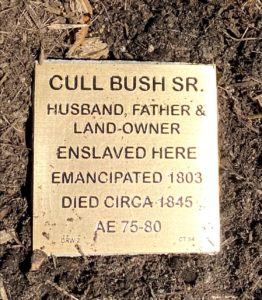 CULL BUSH SR.
HUSBAND, FATHER &
LAND-OWNER
ENSLAVED HERE
EMANCIPATED 1803
DIED CIRCA 1845
AE 75-80